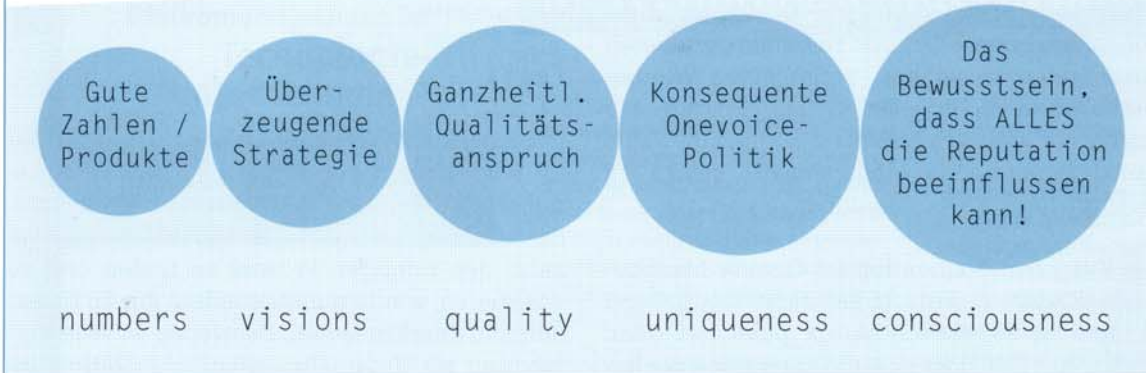 Gute
Zahlen /
Produkte
Über-
zeugende
Strategie
Ganzheitl.
Qualitäts-
anspruch
Konsequente
Onevoice-
Politik
Das
Bewusstsein,
dass ALLES
die Reputation
beeinflussen
kann!
numbers
visions
quality
uniqueness
consciousness